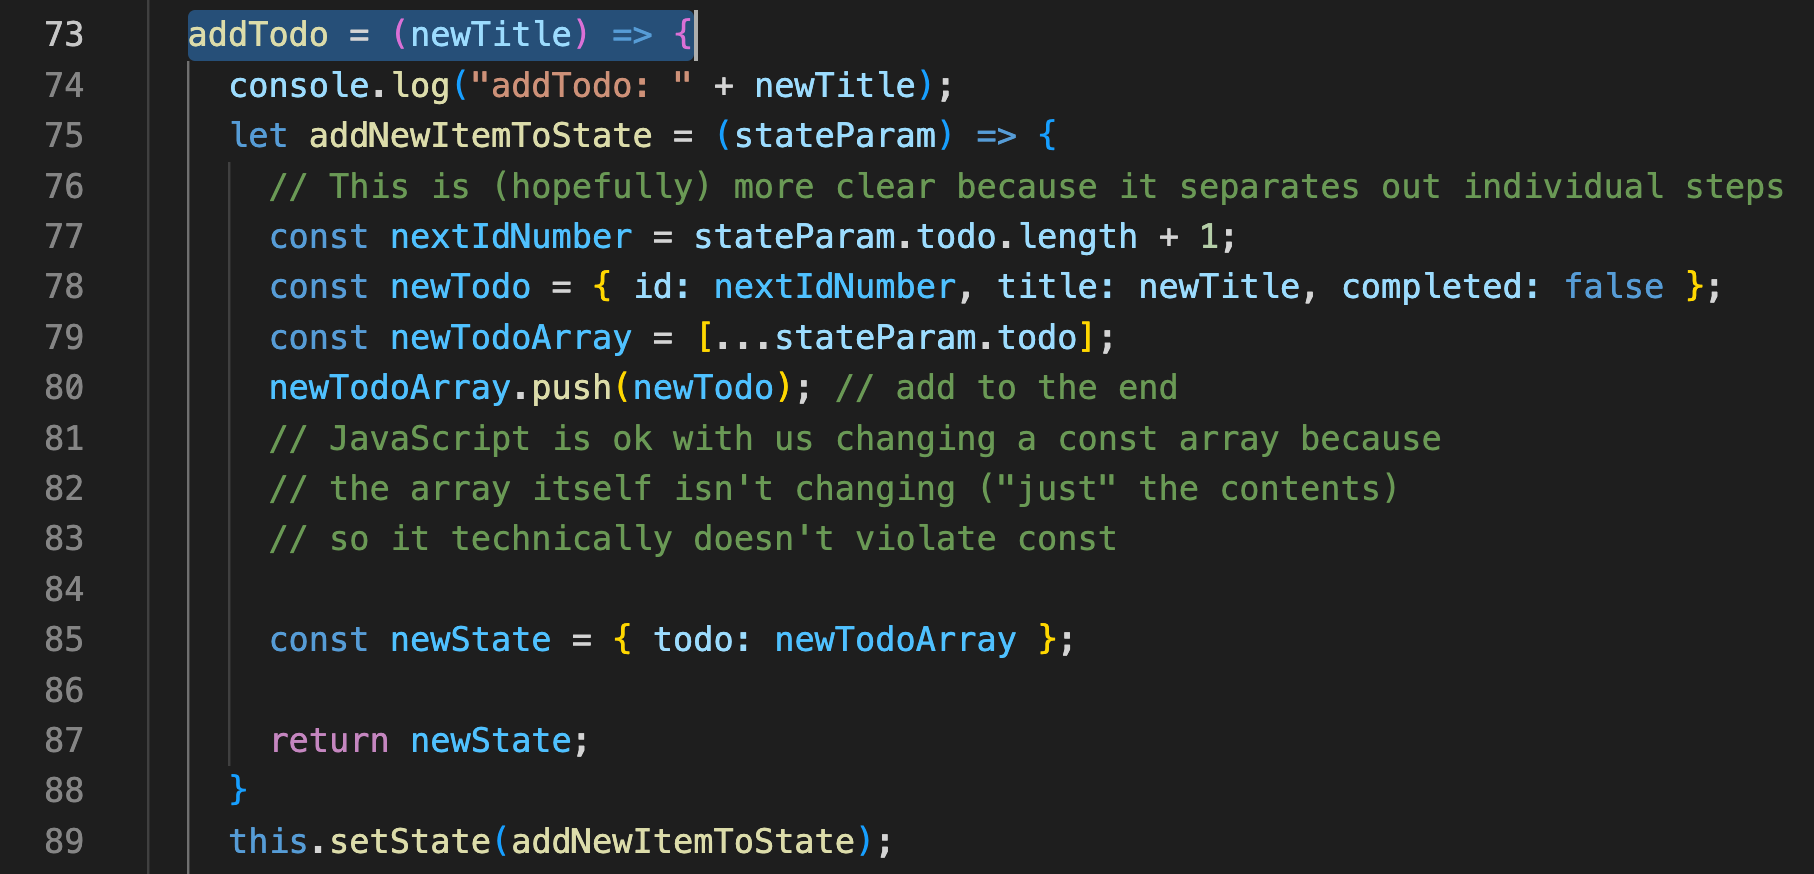 73 addTodo = (newTitle) => {
74 console.log("addTodo: " + newTitle);
75 let addNewItemToState = (stateParam) => {
76 // This is (hopefully) more clear because it separates out individual steps
77 const nextIdNumber = stateParam.todo.length + 1;
78 const newTodo = { id: nextIdNumber, title: newTitle, completed: false };
79 const newTodoArray = [...stateParam.todo];
80 newTodoArray.push(newTodo); // add to the end
81 // JavaScript is ok with us changing a const array because
82 // the array itself isn't changing ("just" the contents)
83 // so it technically doesn't violate const
84
85 const newState = { todo: newTodoArray };
86
87 return newState;
88 }
89 this.setState(addNewItemToState);